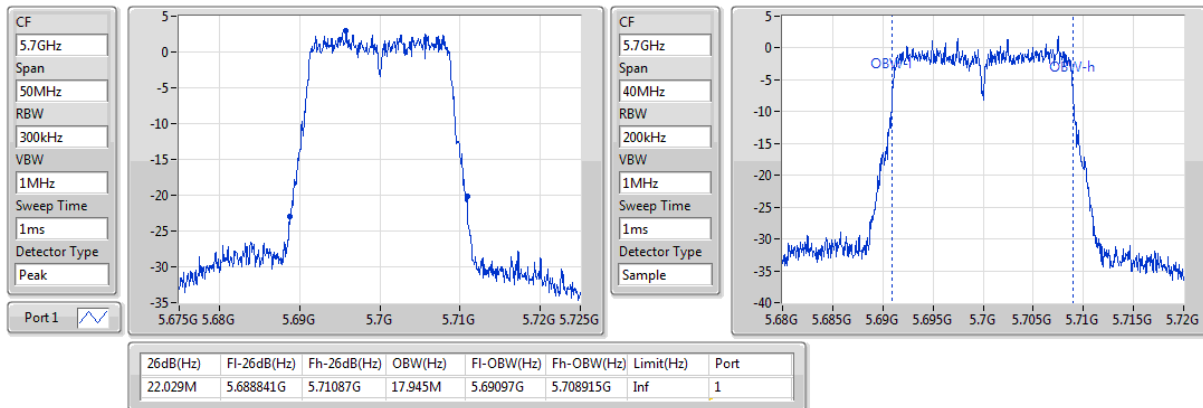 CF
5.7GHz
Span
50MHz
RBW
300kHz
VBW
1MHz
Sweep Time
1ms
Detector Type
Peak
Port 1
5
0
-5
-10
-15
-20
-25
-30
-35
5.675G 5.68G 5.69G 5.7G 5.71G 5.72G 5.725G
CF
5.7GHz
Span
40MHz
RBW
200kHz
VBW
1MHz
Sweep Time
1ms
Detector Type
Sample
5
0
-5
-10
-15
-20
-25
-30
-35
-40
OBW-l
OBW-h
5.68G 5.685G 5.69G 5.695G 5.7G 5.705G 5.71G 5.715G 5.72G
26dB(Hz) Fl-26dB(Hz) Fh-26dB(Hz) OBW(Hz) Fl-OBW(Hz) Fh-OBW(Hz) Limit(Hz) Port
22.029M 5.688841G 5.71087G 17.945M 5.69097G 5.708915G Inf 1